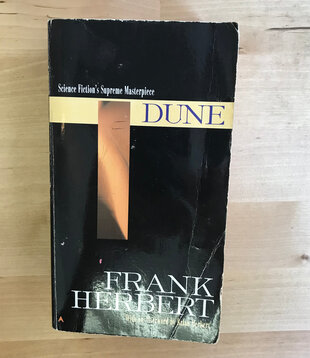 Science Fiction's Supreme Masterpiece
DUNE
FRANK
HERBERT
A